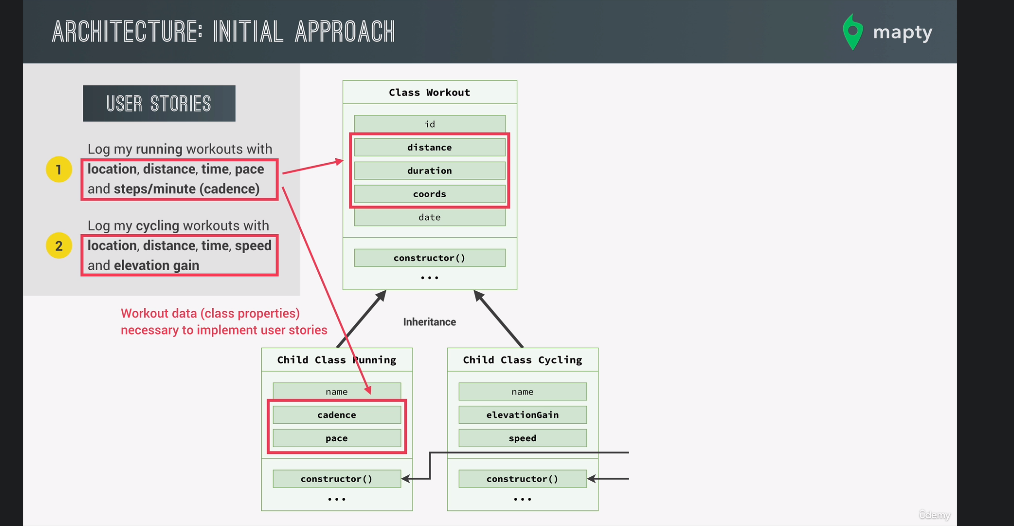 ARCHITECTURE: INITIAL APPROACH
mapty
USER STORIES
1
Log my running workouts with
location, distance, time, pace
and steps/minute (cadence)
2
Log my cycling workouts with
location, distance, time, speed
and elevation gain
Workout data (class properties)
necessary to implement user stories
Class Workout
id
distance
duration
coords
date
constructor()
...
Inheritance
Child Class Running
name
cadence
pace
constructor()
...
Child Class Cycling
name
elevationGain
speed
constructor()
...
ûdemy